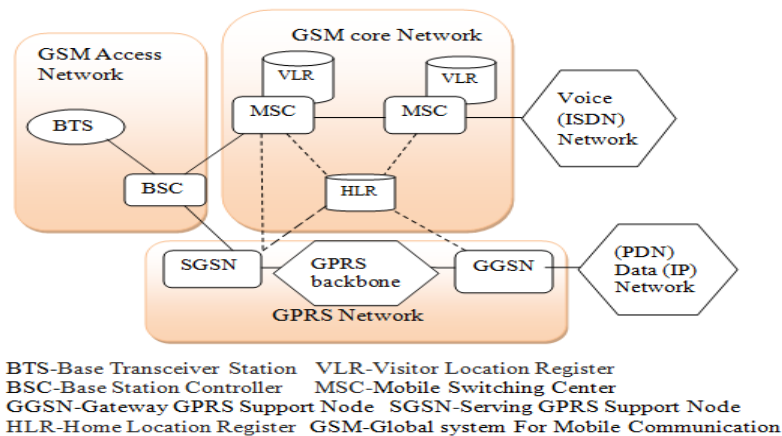 GSM Access
Network
GSM core Network
VLR
VLR
MSC
MSC
Voice
(ISDN)
Network
BTS
BSC
HLR
SGSN
GPRS
backbone
GGSN
(PDN)
Data (IP)
Network
GPRS Network
BTS-Base Transceiver Station VLR-Visitor Location Register
BSC-Base Station Controller MSC-Mobile Switching Center
GGSN-Gateway GPRS Support Node SGSN-Serving GPRS Support Node
HLR-Home Location Register GSM-Global system For Mobile Communication